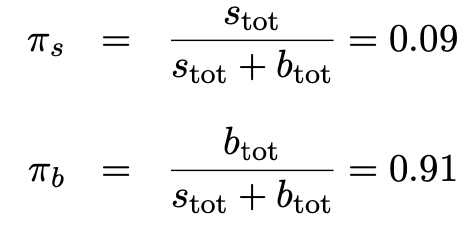 π_s = s_tot / (s_tot + b_tot) = 0.09
π_b = b_tot / (s_tot + b_tot) = 0.91